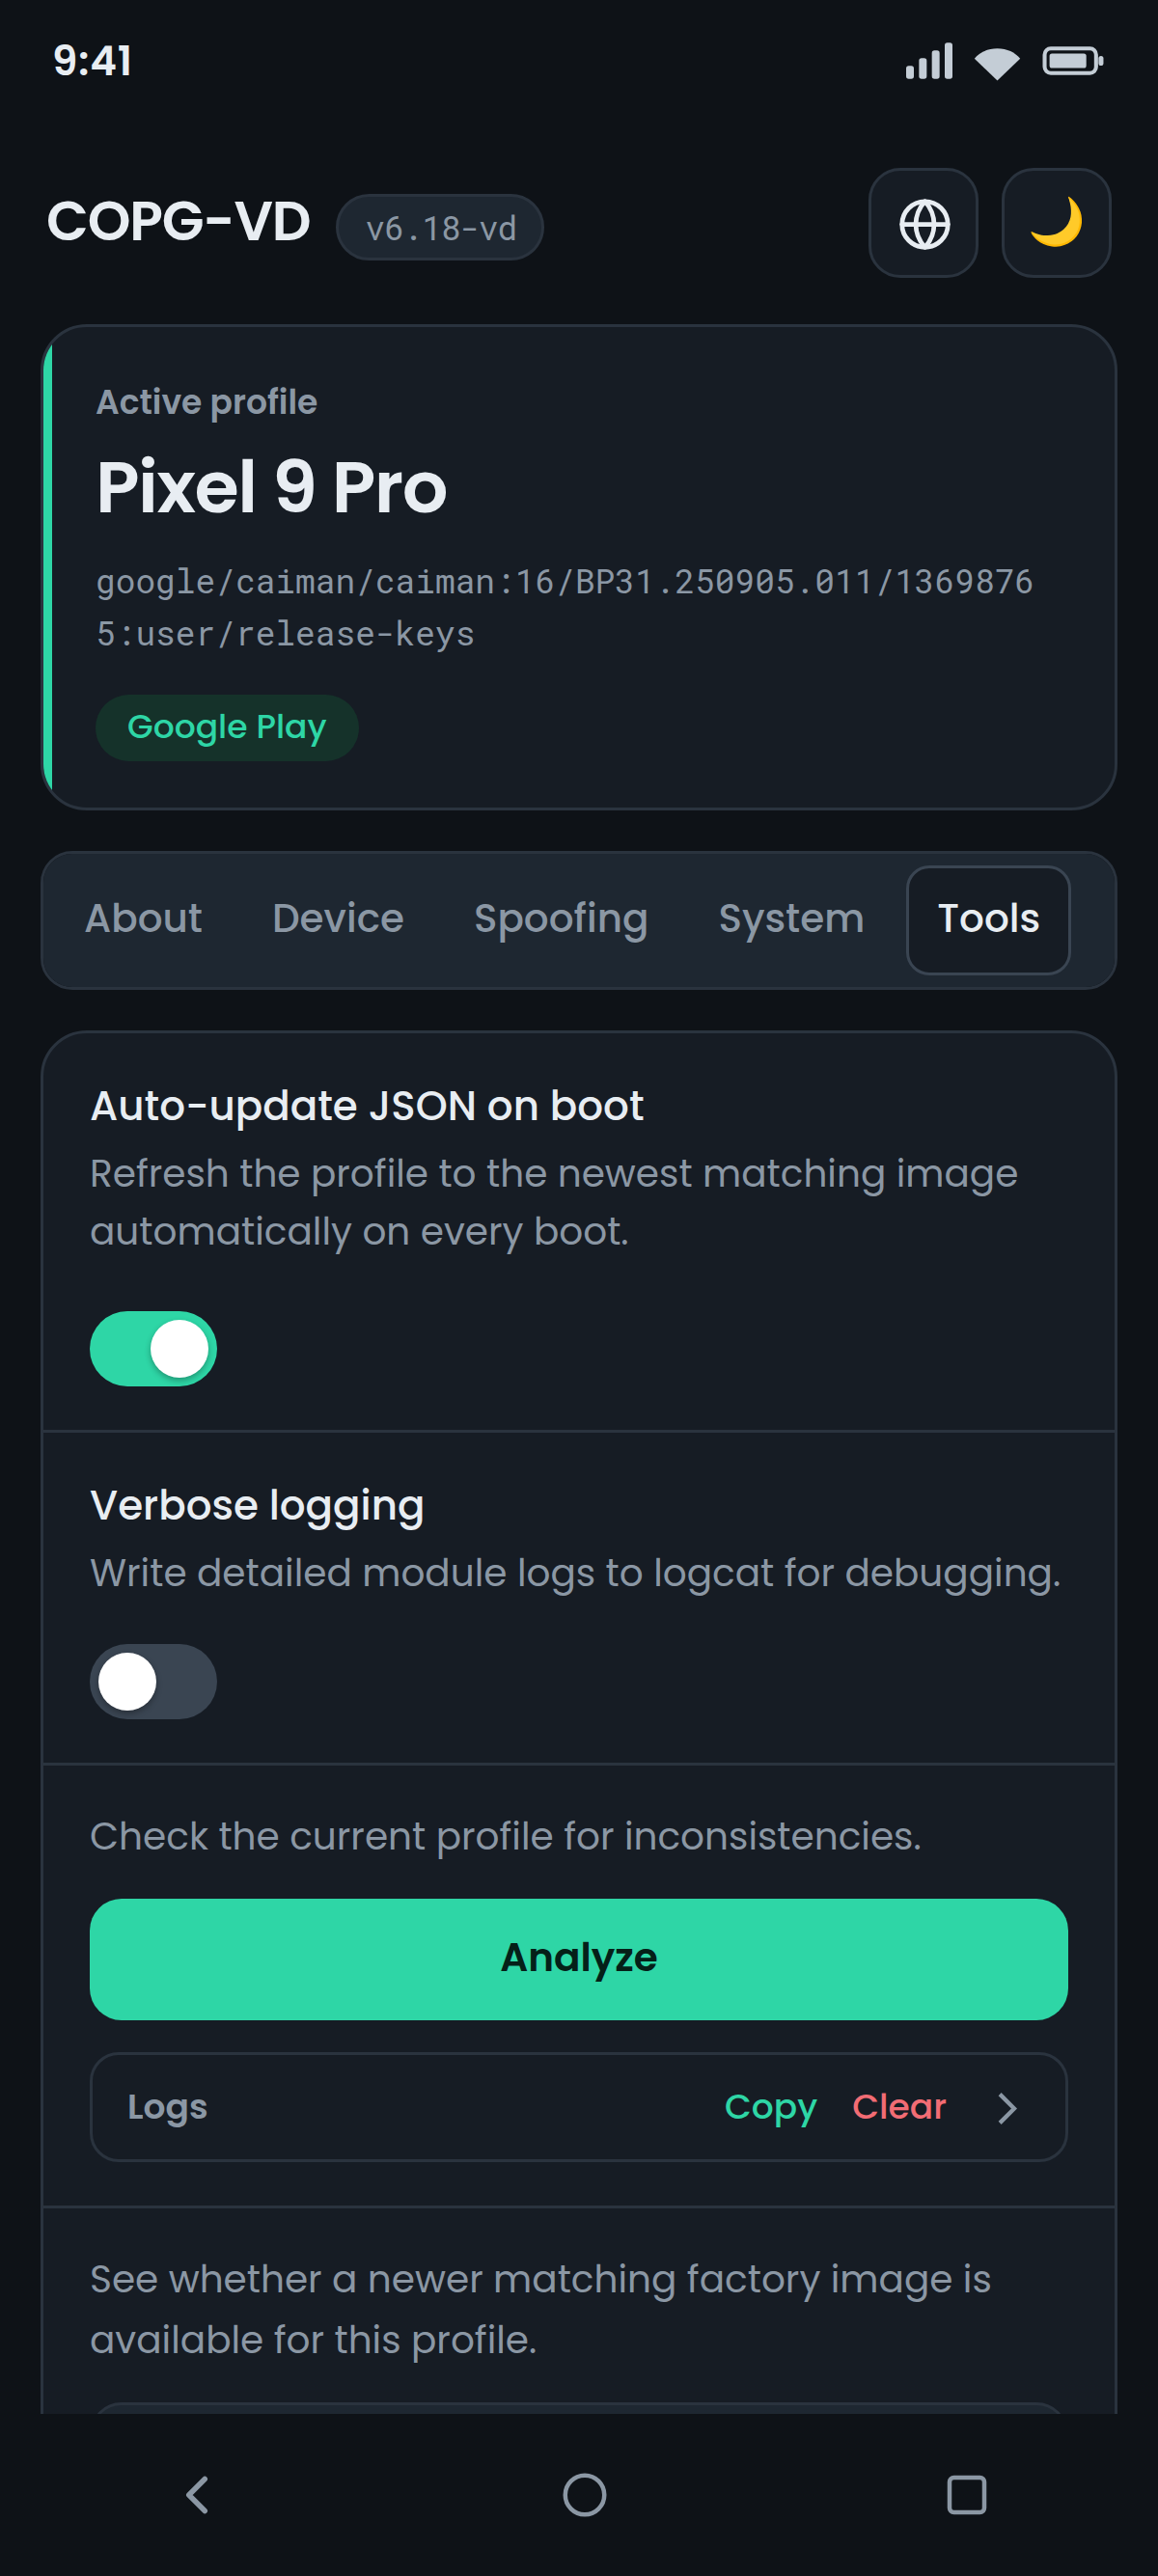 9:41
COPG-VD v6.18-vd
Active profile
Pixel 9 Pro
google/caiman/caiman:16/BP31.250905.011/1369876
5:user/release-keys
Google Play
About Device Spoofing System Tools
Auto-update JSON on boot
Refresh the profile to the newest matching image
automatically on every boot.
Verbose logging
Write detailed module logs to logcat for debugging.
Check the current profile for inconsistencies.
Analyze
Logs Copy Clear
See whether a newer matching factory image is
available for this profile.